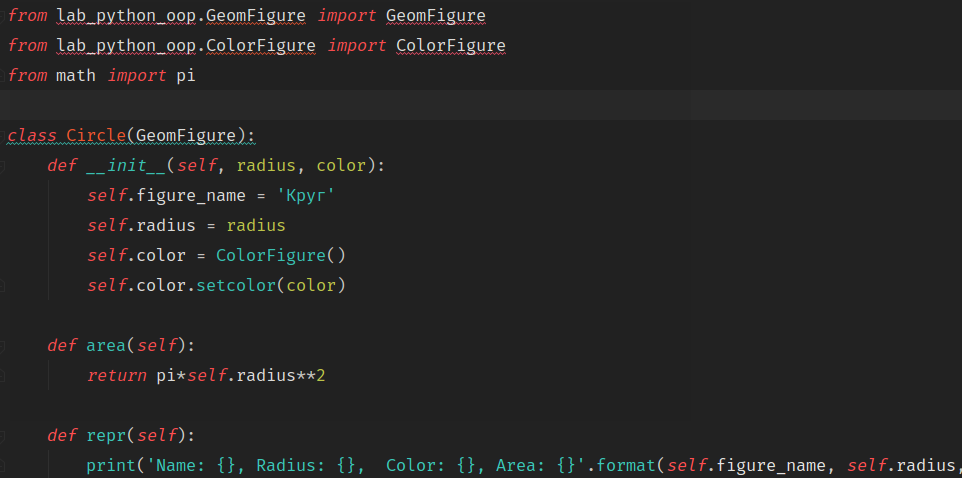 from lab_python_oop.GeomFigure import GeomFigure
from lab_python_oop.ColorFigure import ColorFigure
from math import pi
class Circle(GeomFigure):
def __init__(self, radius, color):
self.figure_name = 'Круг'
self.radius = radius
self.color = ColorFigure()
self.color.setcolor(color)
def area(self):
return pi*self.radius**2
def repr(self):
print('Name: {}, Radius: {},  Color: {}, Area: {}'.format(self.figure_name, self.radius,